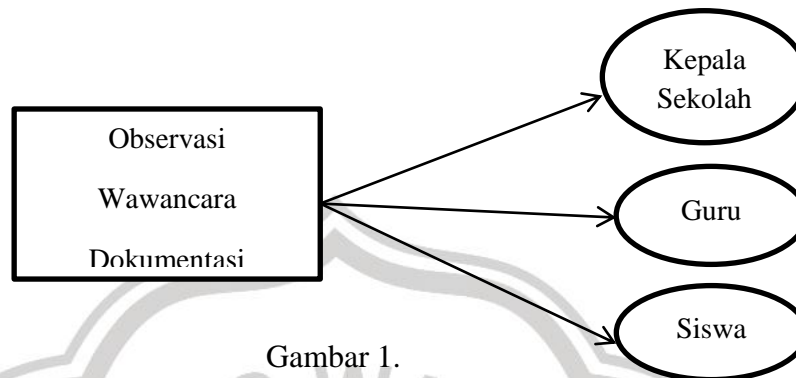 Kepala
Sekolah
Observasi
Wawancara
Dokumentasi
Guru
Siswa
Gambar 1.